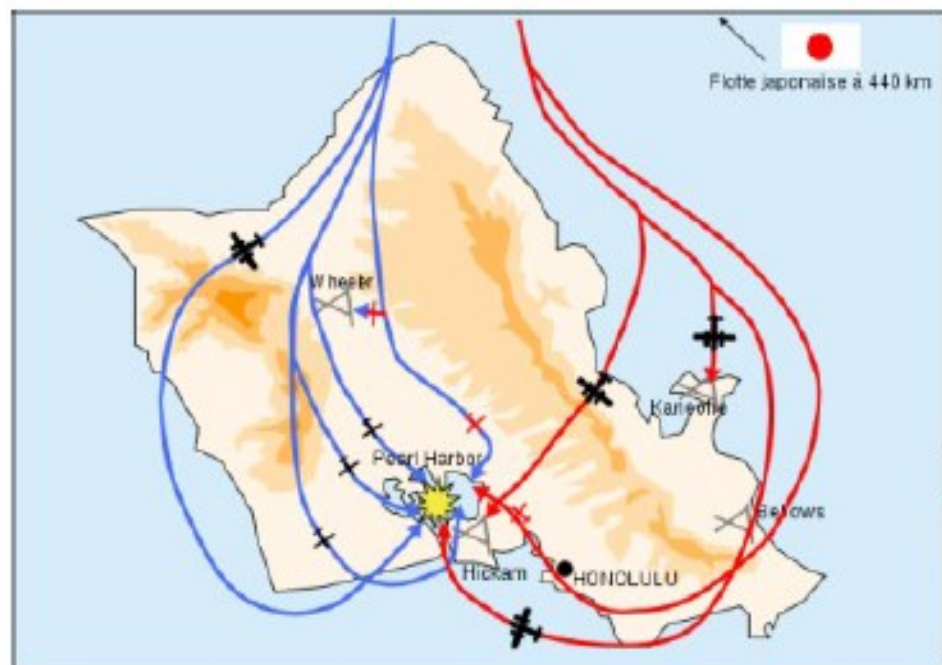 Flotte japonaise à 440 km
Wheeler
Kaneohe
Pearl Harbor
Bellows
Hickam
HONOLULU